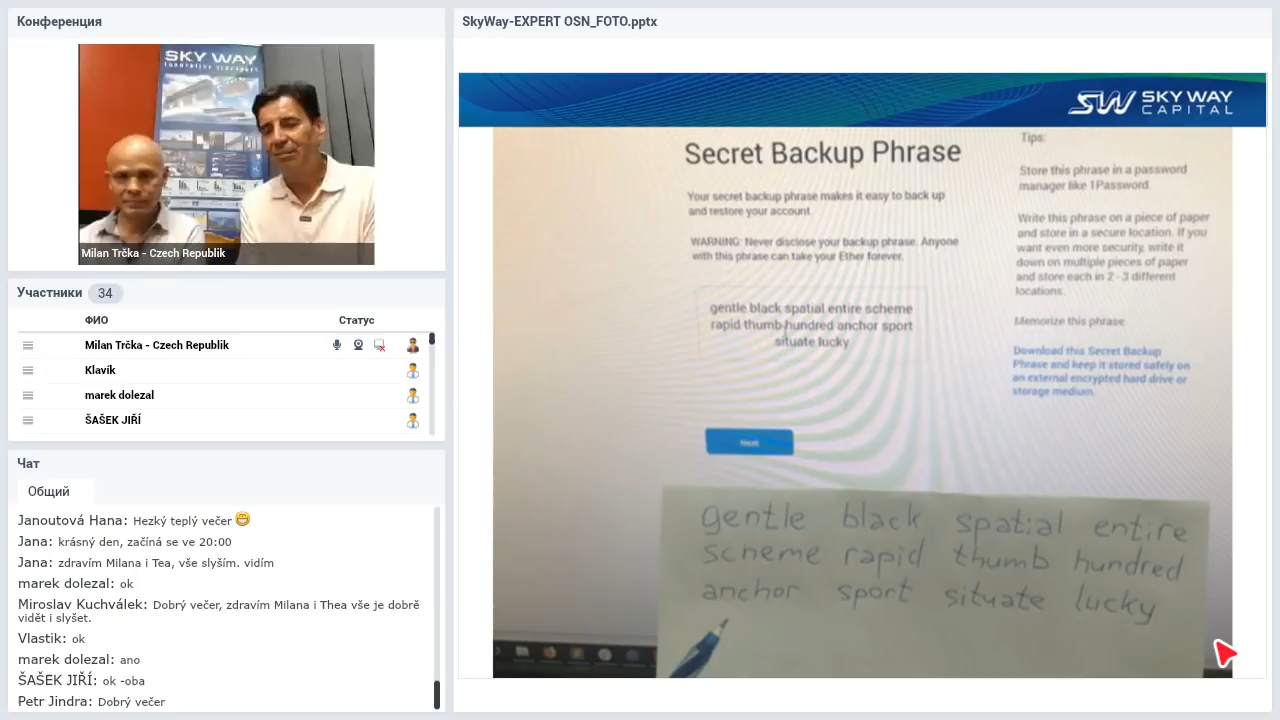 Конференция
SKY WAY
Innovative Transport
Milan Trčka - Czech Republik
Участники 34
ФИО Статус
Milan Trčka - Czech Republik
Klavík
marek dolezal
ŠAŠEK JIŘÍ
Чат
Общий
Janoutová Hana: Hezký teplý večer
Jana: krásný den, začíná se ve 20:00
Jana: zdravím Milana i Tea, vše slyším. vidím
marek dolezal: ok
Miroslav Kuchválek: Dobrý večer, zdravím Milana i Thea vše je dobrě
vidět i slyšet.
Vlastik: ok
marek dolezal: ano
ŠAŠEK JIŘÍ: ok -oba
Petr Jindra: Dobrý večer
SkyWay-EXPERT OSN_FOTO.pptx
SW SKY WAY
CAPITAL
Secret Backup Phrase
Your secret backup phrase makes it easy to back up
and restore your account.
WARNING: Never disclose your backup phrase. Anyone
with this phrase can take your Ether forever.
gentle black spatial entire scheme
rapid thumb hundred anchor sport
situate lucky
Next
Tips:
Store this phrase in a password
manager like 1Password.
Write this phrase on a piece of paper
and store in a secure location. If you
want even more security, write it
down on multiple pieces of paper
and store each in 2 - 3 different
locations.
Memorize this phrase.
Download this Secret Backup
Phrase and keep it stored safely on
an external encrypted hard drive or
storage medium.
gentle black spatial entire
scheme rapid thumb hundred
anchor sport situate lucky